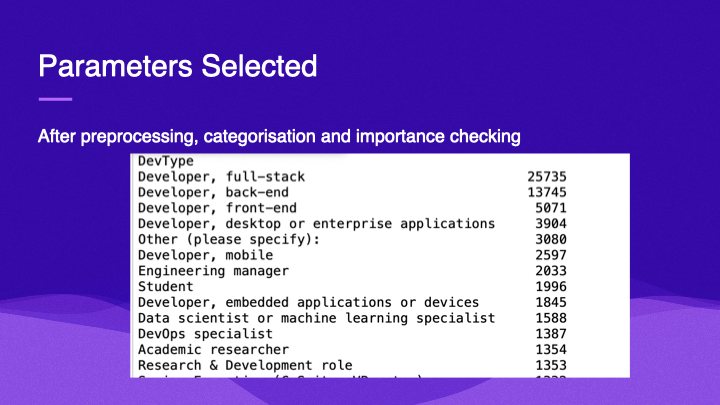 Parameters Selected
After preprocessing, categorisation and importance checking
DevType
Developer, full-stack 25735
Developer, back-end 13745
Developer, front-end 5071
Developer, desktop or enterprise applications 3904
Other (please specify): 3080
Developer, mobile 2597
Engineering manager 2033
Student 1996
Developer, embedded applications or devices 1845
Data scientist or machine learning specialist 1588
DevOps specialist 1387
Academic researcher 1354
Research & Development role 1353